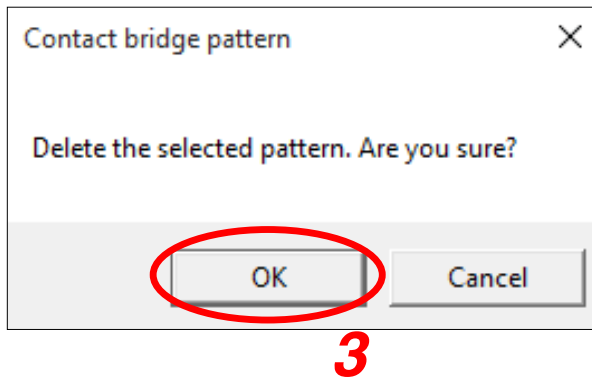 Contact bridge pattern
Delete the selected pattern. Are you sure?
OK Cancel
3